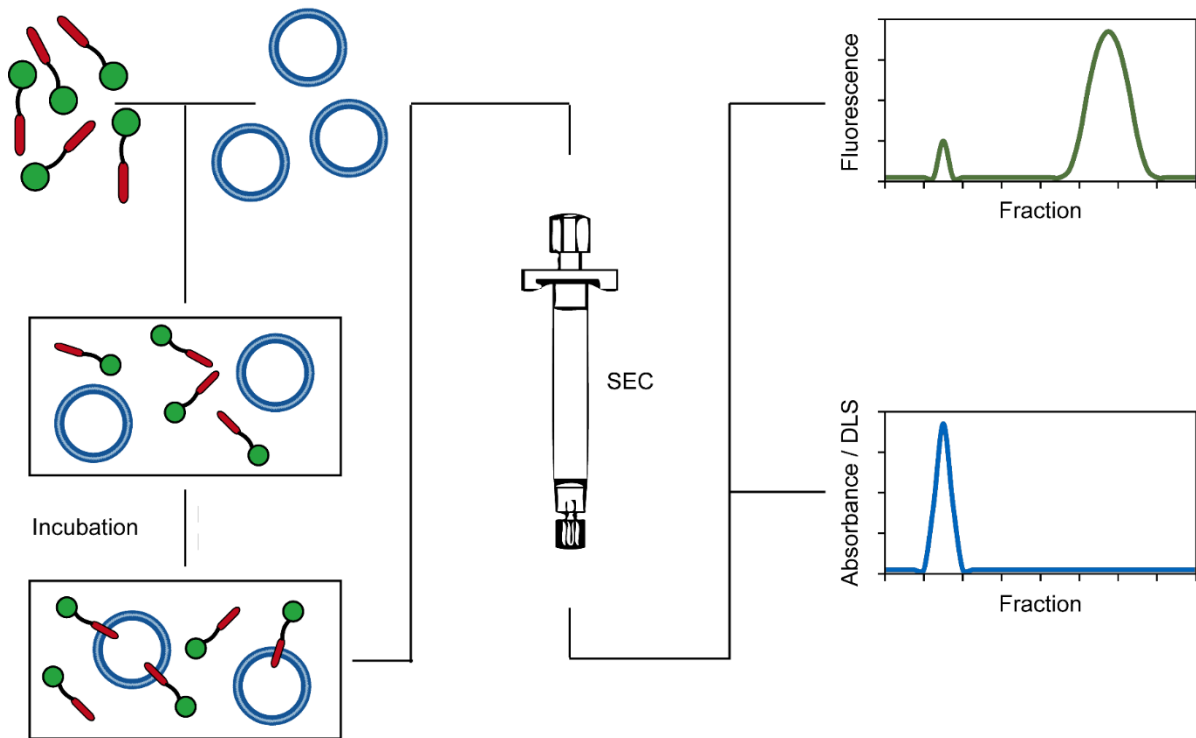 Fluorescence
Fraction
SEC
Incubation
Absorbance / DLS
Fraction